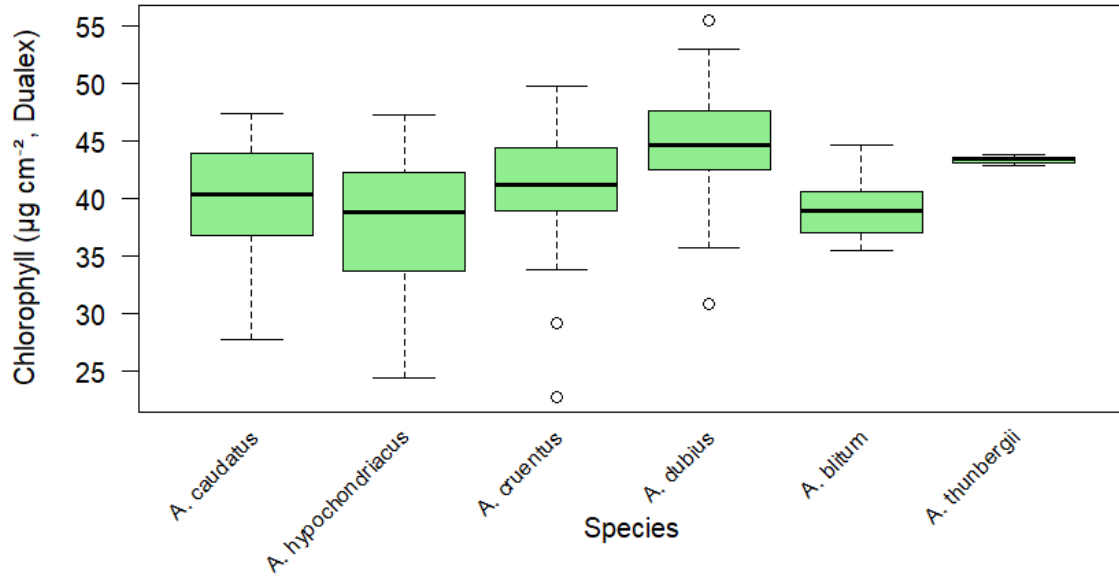 Chlorophyll (µg cm⁻², Dualex)
55
50
45
40
35
30
25
A. caudatus
A. hypochondriacus
A. cruentus
A. dubius
A. blitum
A. thunbergii
Species